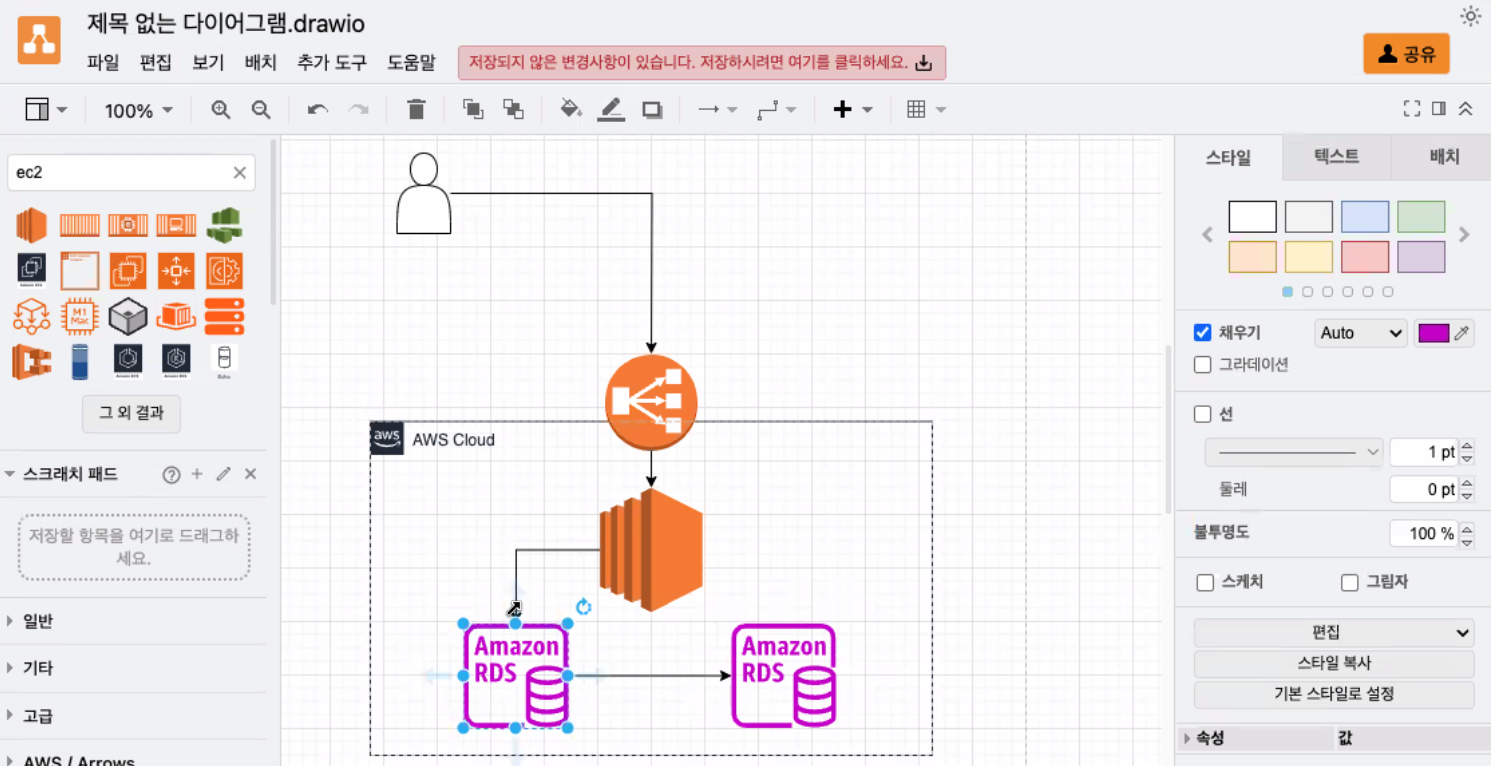 제목 없는 다이어그램.drawio
파일 편집 보기 배치 추가 도구 도움말
저장되지 않은 변경사항이 있습니다. 저장하시려면 여기를 클릭하세요.
공유
100%
ec2
M1
Mac
그 외 결과
스크래치 패드
저장할 항목을 여기로 드래그하
세요.
일반
기타
고급
AWS / Arrows
aws
AWS Cloud
Amazon
RDS
Amazon
RDS
스타일 텍스트 배치
채우기 Auto
그라데이션
선
1 pt
둘레 0 pt
불투명도 100 %
스케치 그림자
편집
스타일 복사
기본 스타일로 설정
속성 값